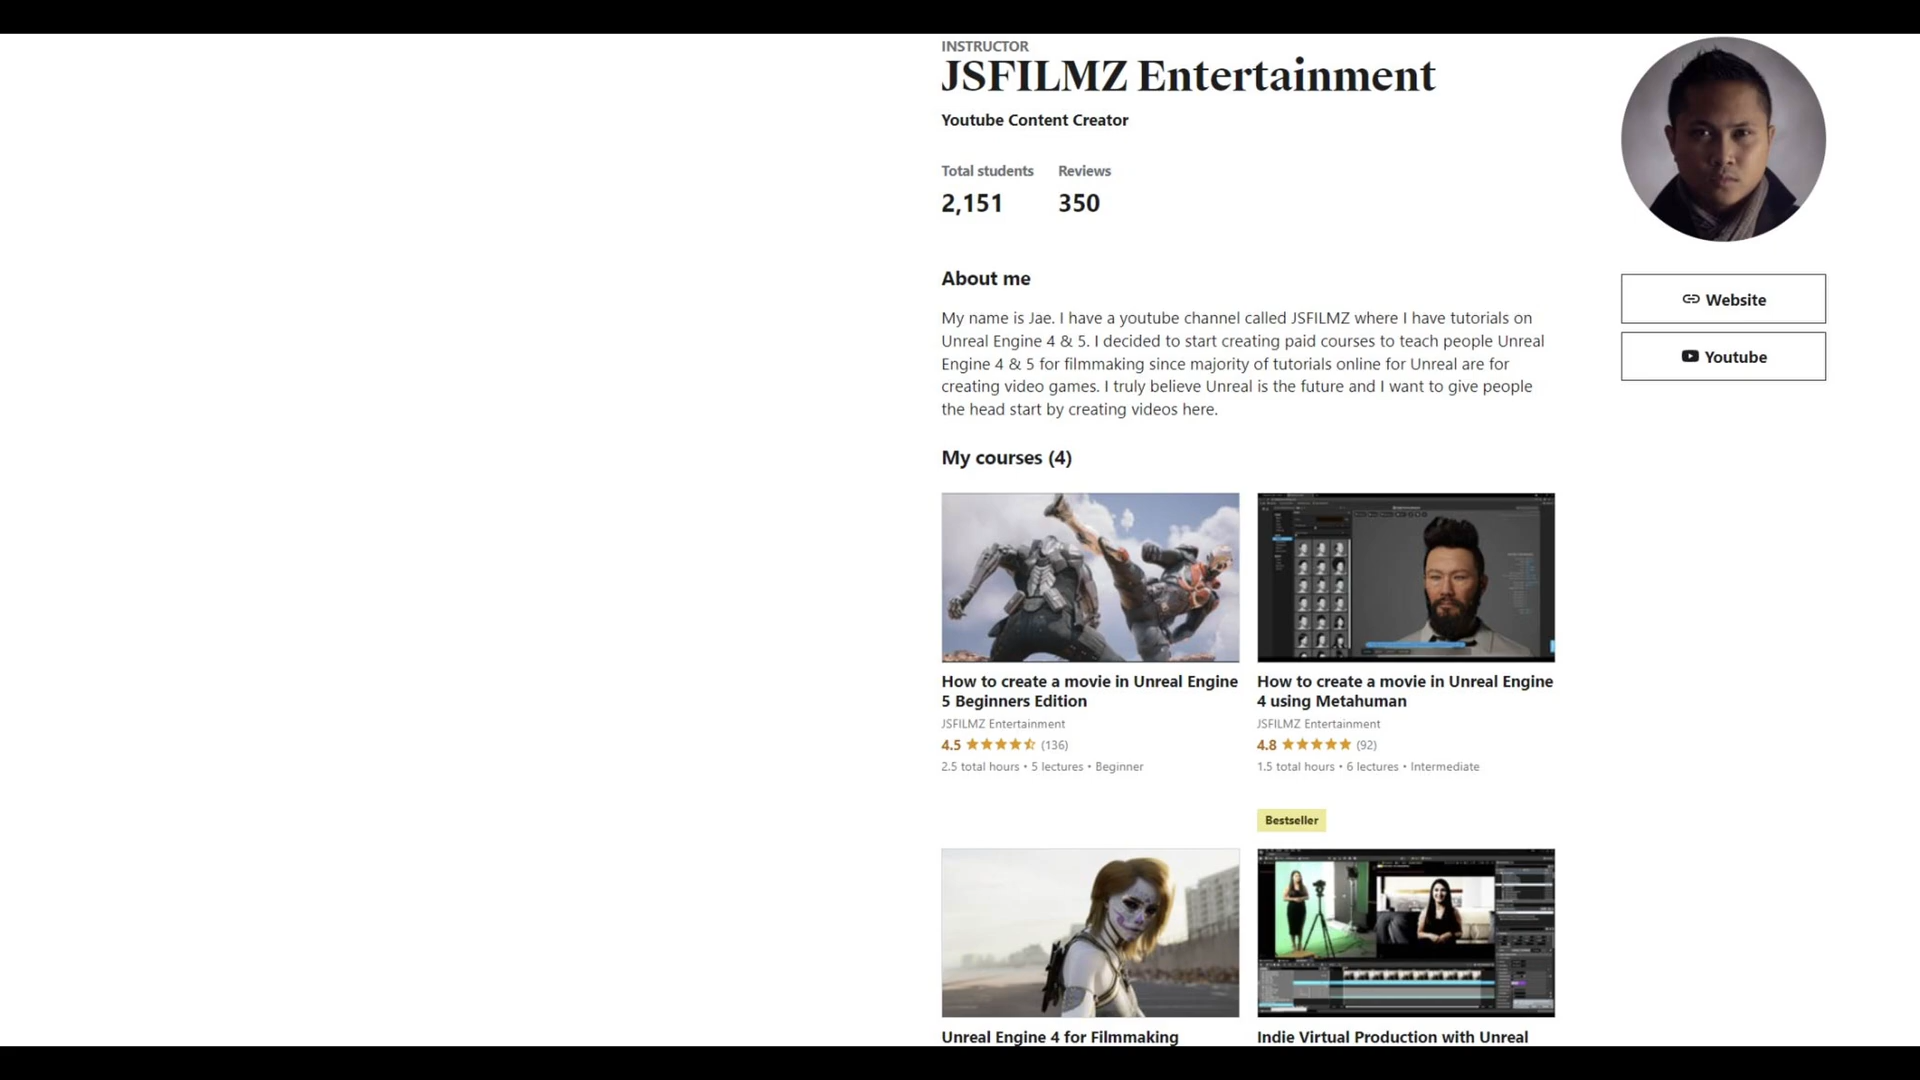 INSTRUCTOR
JSFILMZ Entertainment
Youtube Content Creator
Total students
Reviews
2,151
350
Website
Youtube
About me
My name is Jae. I have a youtube channel called JSFILMZ where I have tutorials on
Unreal Engine 4 & 5. I decided to start creating paid courses to teach people Unreal
Engine 4 & 5 for filmmaking since majority of tutorials online for Unreal are for
creating video games. I truly believe Unreal is the future and I want to give people
the head start by creating videos here.
My courses (4)
How to create a movie in Unreal Engine
5 Beginners Edition
JSFILMZ Entertainment
4.5 (136)
2.5 total hours • 5 lectures • Beginner
How to create a movie in Unreal Engine
4 using Metahuman
JSFILMZ Entertainment
4.8 (92)
1.5 total hours • 6 lectures • Intermediate
Bestseller
Unreal Engine 4 for Filmmaking
Indie Virtual Production with Unreal